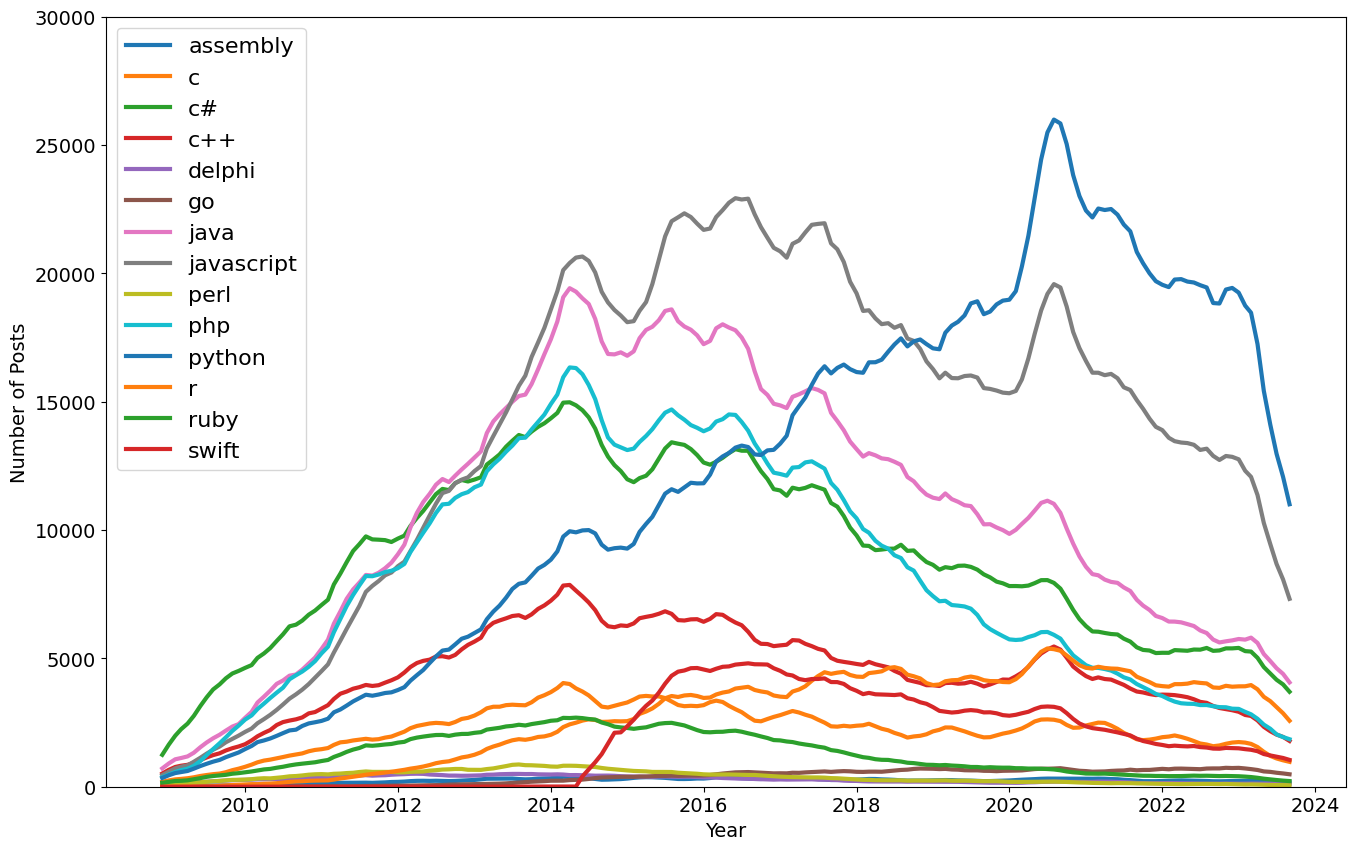 30000
25000
20000
15000
10000
5000
0
Number of Posts
assembly
c
c#
c++
delphi
go
java
javascript
perl
php
python
r
ruby
swift
2010
2012
2014
2016
2018
2020
2022
2024
Year